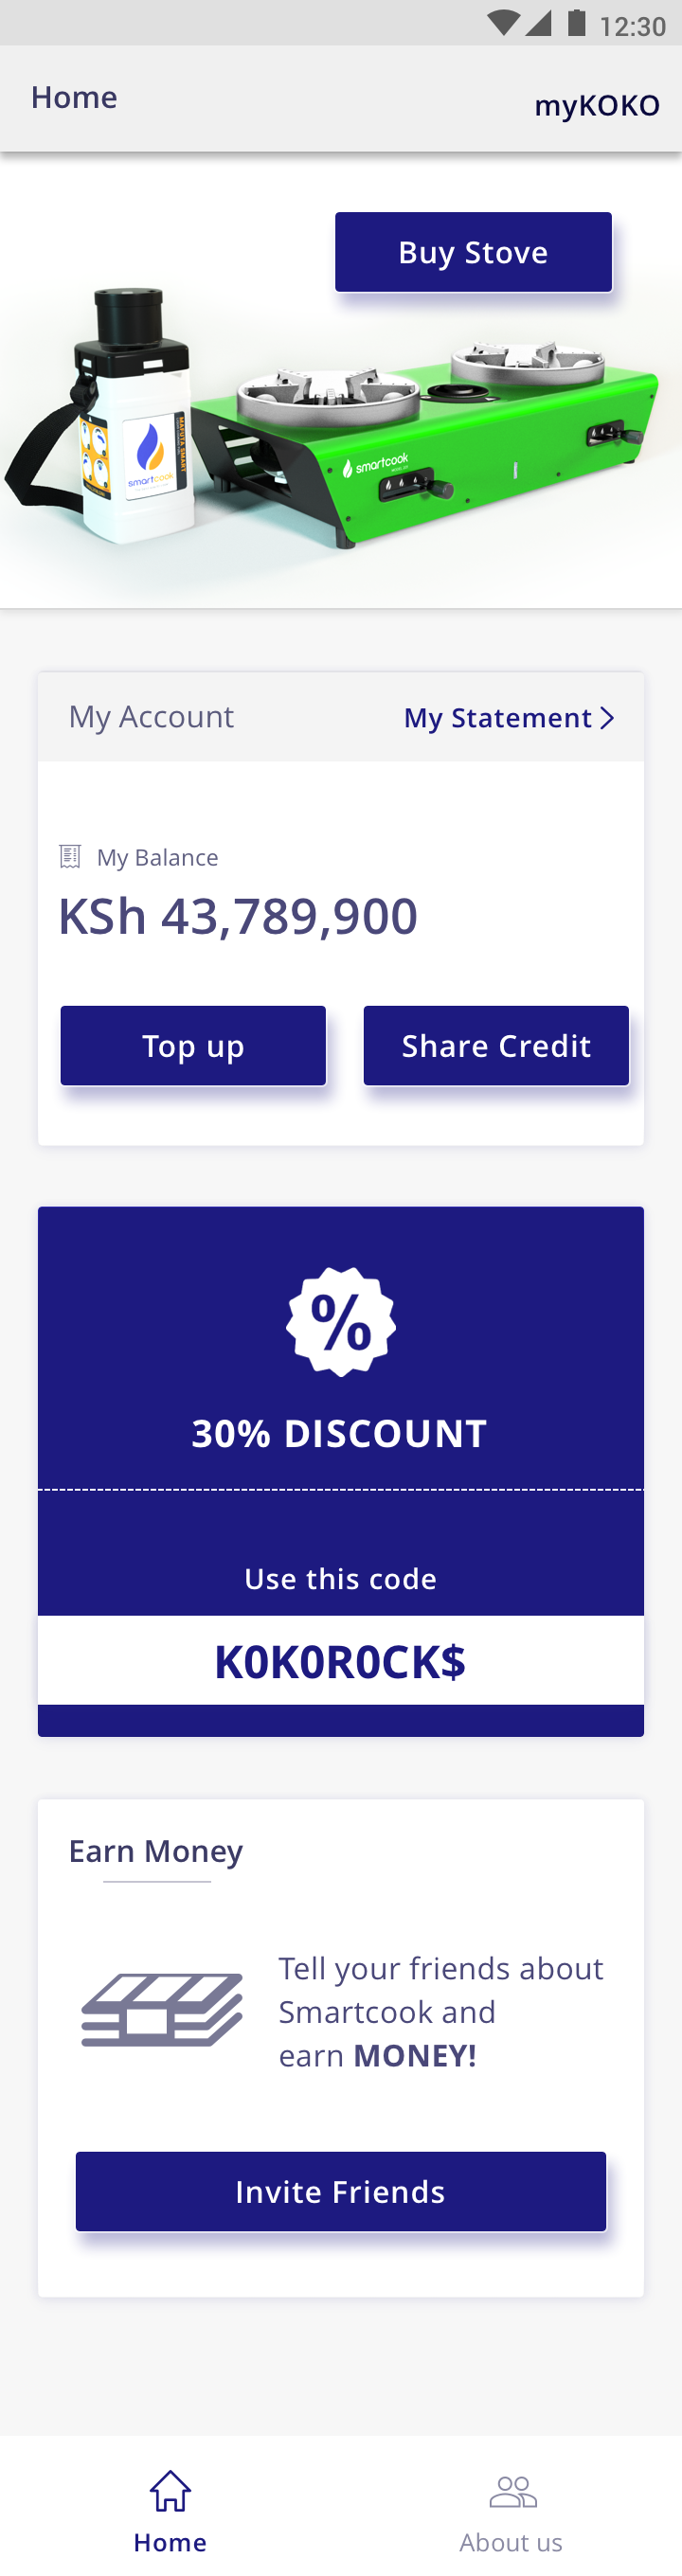 12:30
Home
myKOKO
Buy Stove
smartcook
smartcook
My Account
My Statement
My Balance
KSh 43,789,900
Top up
Share Credit
%
30% DISCOUNT
Use this code
K0K0R0CK$
Earn Money
Tell your friends about
Smartcook and
earn MONEY!
Invite Friends
Home
About us